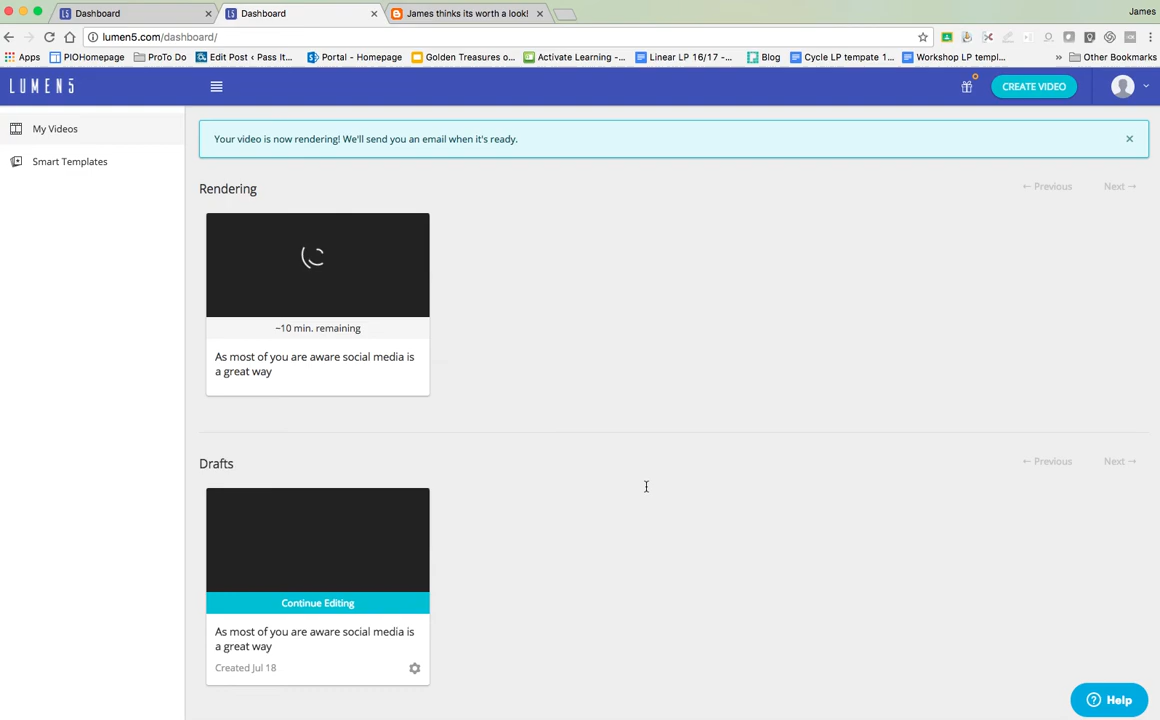 Dashboard
Dashboard
James thinks its worth a look!
James
lumen5.com/dashboard/
Apps
PIOHomepage
ProTo Do
Edit Post ‹ Pass It...
Portal - Homepage
Golden Treasures o...
Activate Learning -...
Linear LP 16/17 -...
Blog
Cycle LP tempate 1...
Workshop LP templ...
»
Other Bookmarks
LUMEN5
CREATE VIDEO
My Videos
Smart Templates
Your video is now rendering! We'll send you an email when it's ready.
Rendering
← Previous
Next →
~10 min. remaining
As most of you are aware social media is
a great way
Drafts
← Previous
Next →
Continue Editing
As most of you are aware social media is
a great way
Created Jul 18
Help